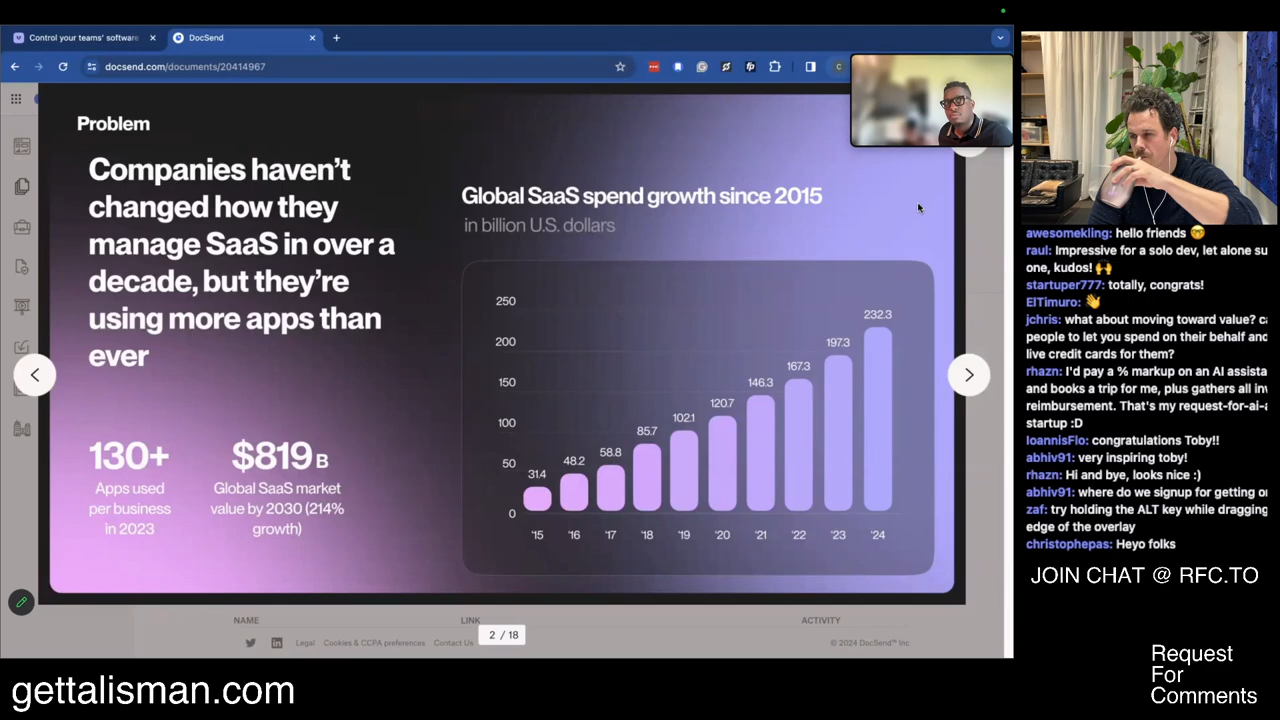 Control your teams' software
DocSend
docsend.com/documents/20414967
Problem
Companies haven't
changed how they
manage SaaS in over a
decade, but they're
using more apps than
ever
130+
Apps used
per business
in 2023
$819 B
Global SaaS market
value by 2030 (214%
growth)
Global SaaS spend growth since 2015
in billion U.S. dollars
250
200
150
100
50
0
31.4
48.2
58.8
85.7
102.1
120.7
146.3
167.3
197.3
232.3
'15
'16
'17
'18
'19
'20
'21
'22
'23
'24
NAME
LINK
ACTIVITY
2 / 18
Legal
Cookies & CCPA preferences
Contact Us
© 2024 DocSend™ Inc
awesomekling: hello friends 🤓
raul: Impressive for a solo dev, let alone
one, kudos! 🙌
startuper777: totally, congrats!
ElTimuro: 👋
jchris: what about moving toward value?
people to let you spend on their behalf and
live credit cards for them?
rhazn: I'd pay a % markup on an AI
and books a trip for me, plus gathers all
reimbursement. That's my request-for-ai-
startup :D
IoannisFlo: congratulations Toby!!
abhiv91: very inspiring toby!
rhazn: Hi and bye, looks nice :)
abhiv91: where do we signup for getting
zaf: try holding the ALT key while dragging
edge of the overlay
christophepas: Heyo folks
JOIN CHAT @ RFC.TO
gettalisman.com
Request
For
Comments